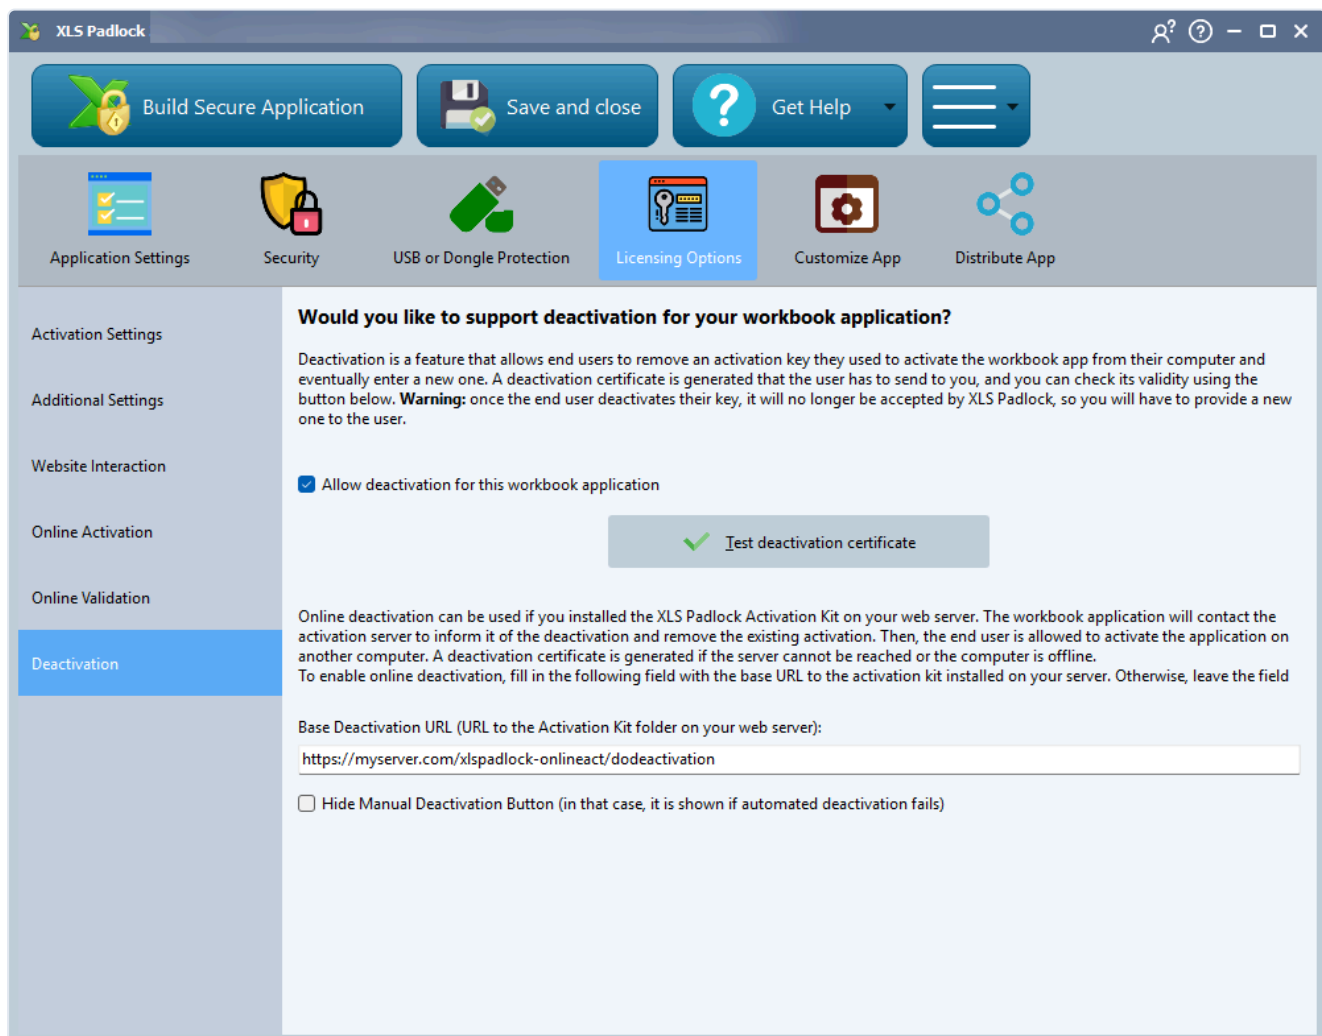 XLS Padlock
Build Secure Application
Save and close
Get Help
Application Settings
Security
USB or Dongle Protection
Licensing Options
Customize App
Distribute App
Activation Settings
Additional Settings
Website Interaction
Online Activation
Online Validation
Deactivation
Would you like to support deactivation for your workbook application?
Deactivation is a feature that allows end users to remove an activation key they used to activate the workbook app from their computer and
eventually enter a new one. A deactivation certificate is generated that the user has to send to you, and you can check its validity using the
button below. Warning: once the end user deactivates their key, it will no longer be accepted by XLS Padlock, so you will have to provide a new
one to the user.
Allow deactivation for this workbook application
Test deactivation certificate
Online deactivation can be used if you installed the XLS Padlock Activation Kit on your web server. The workbook application will contact the
activation server to inform it of the deactivation and remove the existing activation. Then, the end user is allowed to activate the application on
another computer. A deactivation certificate is generated if the server cannot be reached or the computer is offline.
To enable online deactivation, fill in the following field with the base URL to the activation kit installed on your server. Otherwise, leave the field
Base Deactivation URL (URL to the Activation Kit folder on your web server):
https://myserver.com/xlspadlock-onlineact/dodeactivation
Hide Manual Deactivation Button (in that case, it is shown if automated deactivation fails)